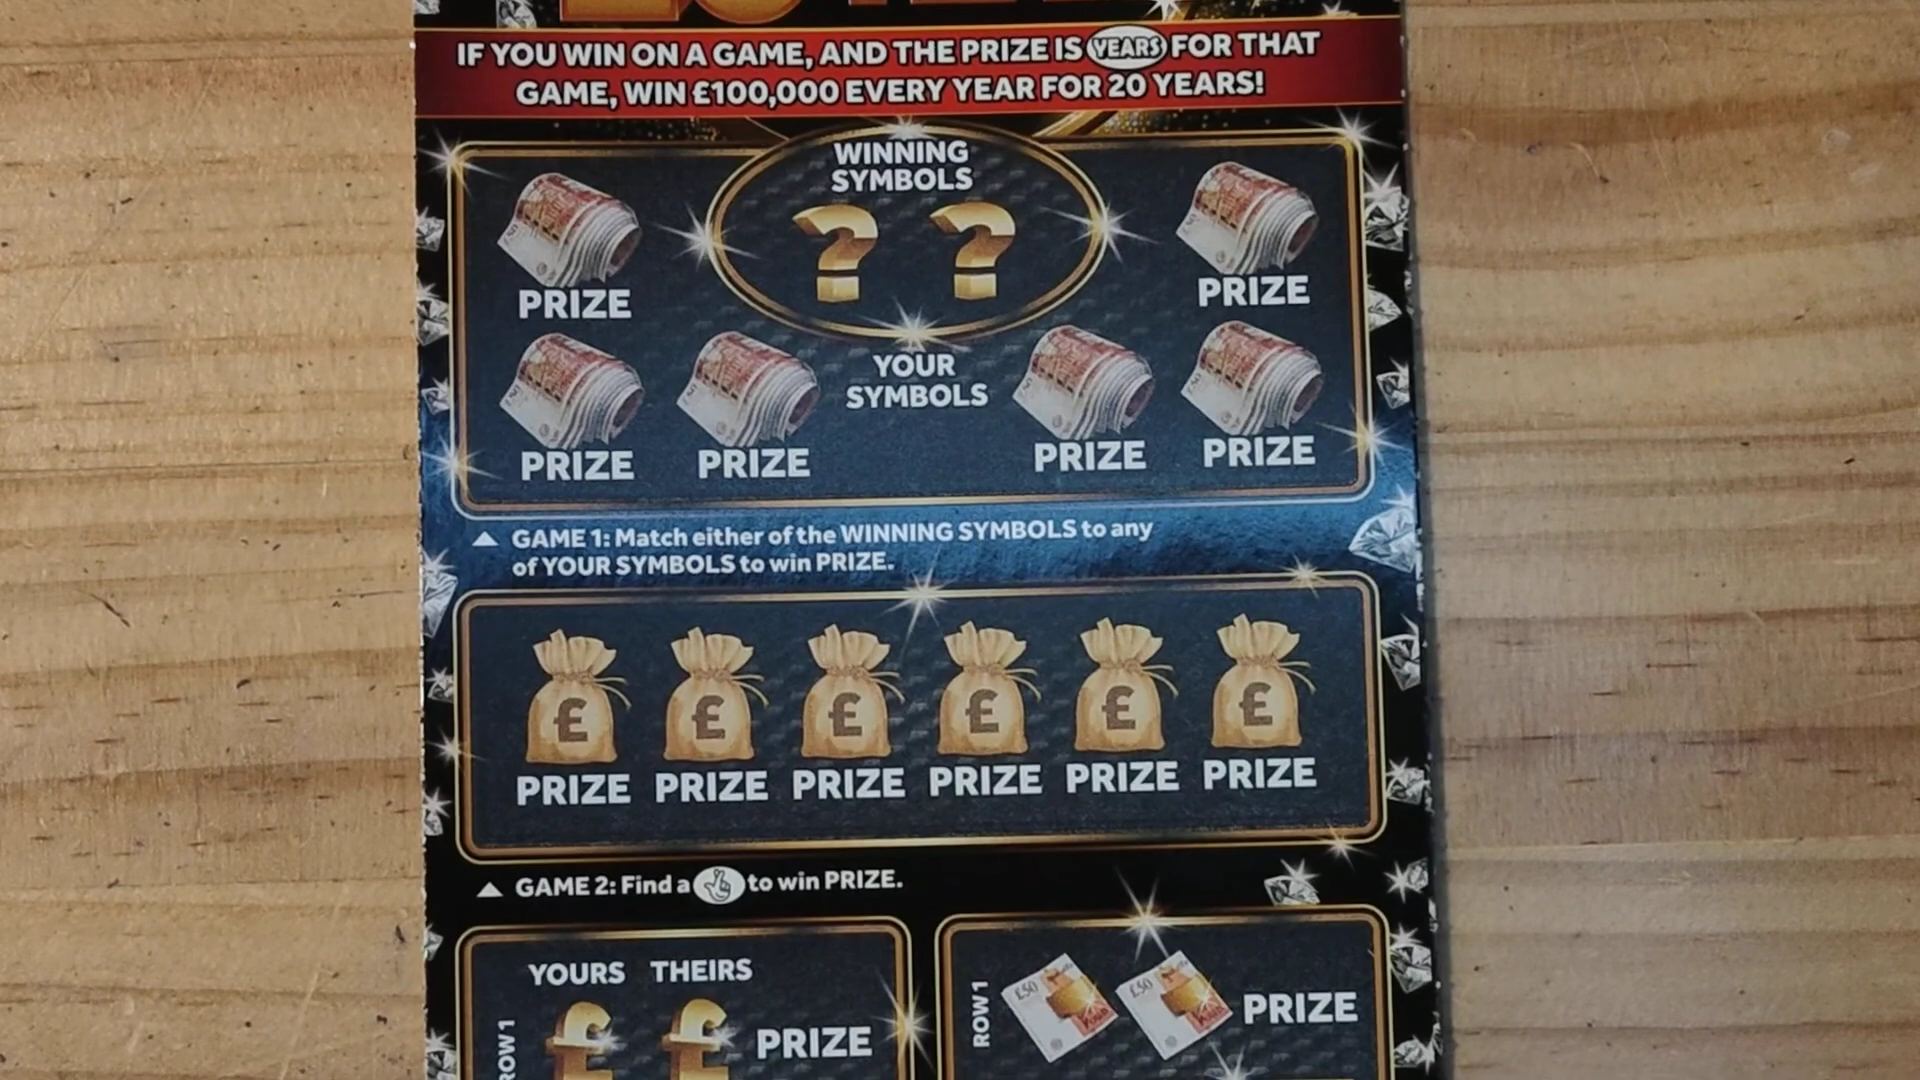 IF YOU WIN ON A GAME, AND THE PRIZE IS YEARS FOR THAT
GAME, WIN £100,000 EVERY YEAR FOR 20 YEARS!
WINNING
SYMBOLS
? ?
PRIZE PRIZE
YOUR
SYMBOLS
PRIZE PRIZE PRIZE PRIZE
GAME 1: Match either of the WINNING SYMBOLS to any
of YOUR SYMBOLS to win PRIZE.
£ £ £ £ £ £
PRIZE PRIZE PRIZE PRIZE PRIZE PRIZE
GAME 2: Find a to win PRIZE.
YOURS THEIRS
ROW 1 £ £ PRIZE
ROW 1 £50 £50 PRIZE